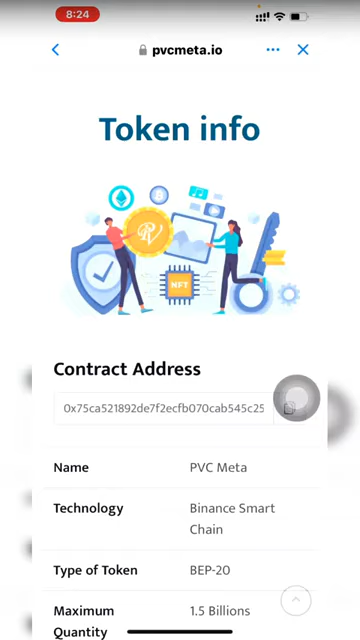 8:24
pvcmeta.io
Token info
NFT
Contract Address
0x75ca521892de7f2ecfb070cab545c25
Name PVC Meta
Technology Binance Smart
Chain
Type of Token BEP-20
Maximum 1.5 Billions
Quantity